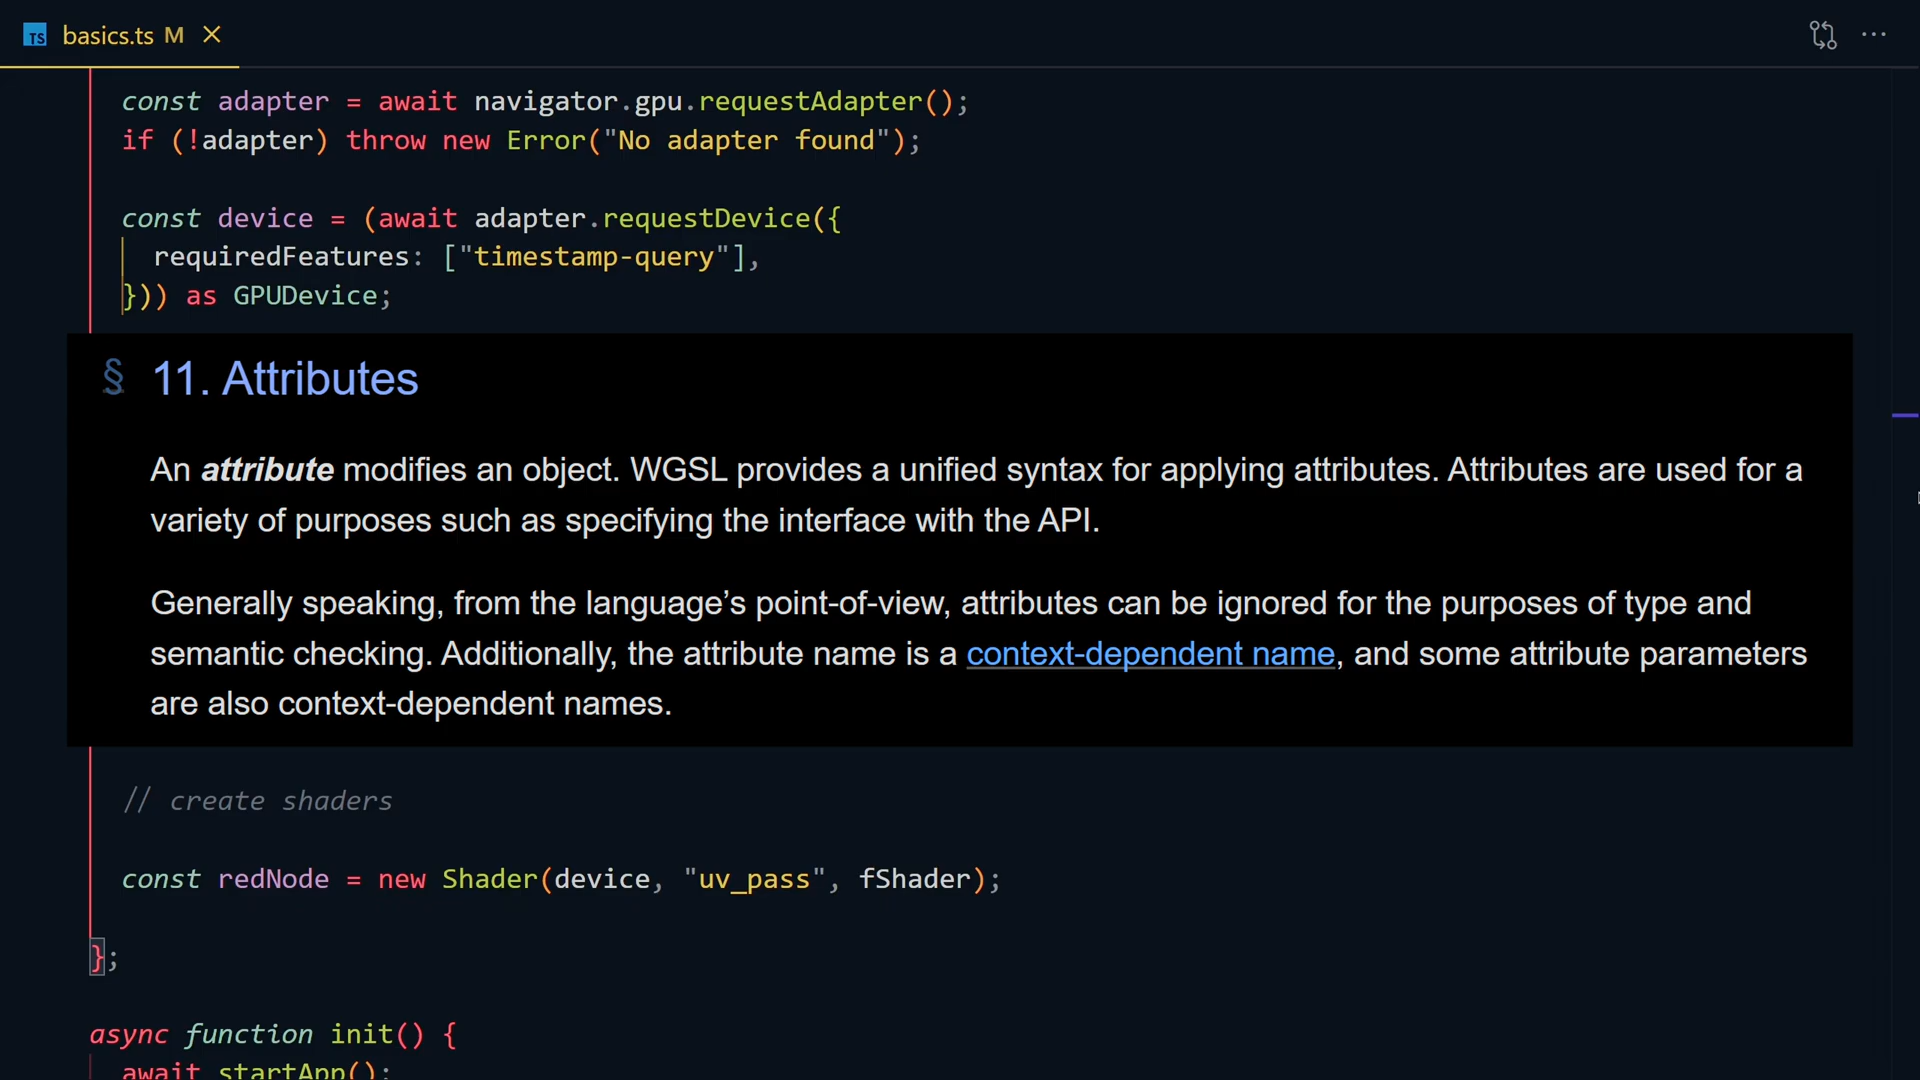 TS basics.ts M
const adapter = await navigator.gpu.requestAdapter();
if (!adapter) throw new Error("No adapter found");
const device = (await adapter.requestDevice({
requiredFeatures: ["timestamp-query"],
})) as GPUDevice;
§ 11. Attributes
An attribute modifies an object. WGSL provides a unified syntax for applying attributes. Attributes are used for a
variety of purposes such as specifying the interface with the API.
Generally speaking, from the language’s point-of-view, attributes can be ignored for the purposes of type and
semantic checking. Additionally, the attribute name is a context-dependent name, and some attribute parameters
are also context-dependent names.
// create shaders
const redNode = new Shader(device, "uv_pass", fShader);
};
async function init() {
await startApp();